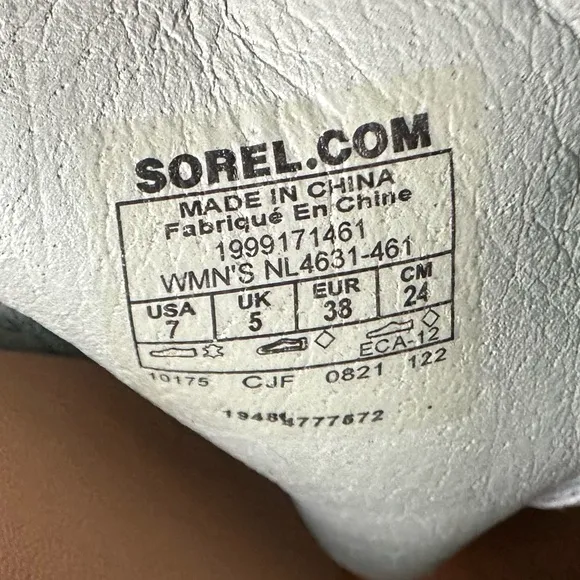 SOREL.COM
MADE IN CHINA
Fabriqué En Chine
1999171461
WMN'S NL4631-461
USA UK EUR CM
7 5 38 24
ECA-12
10175 CJF 0821 122